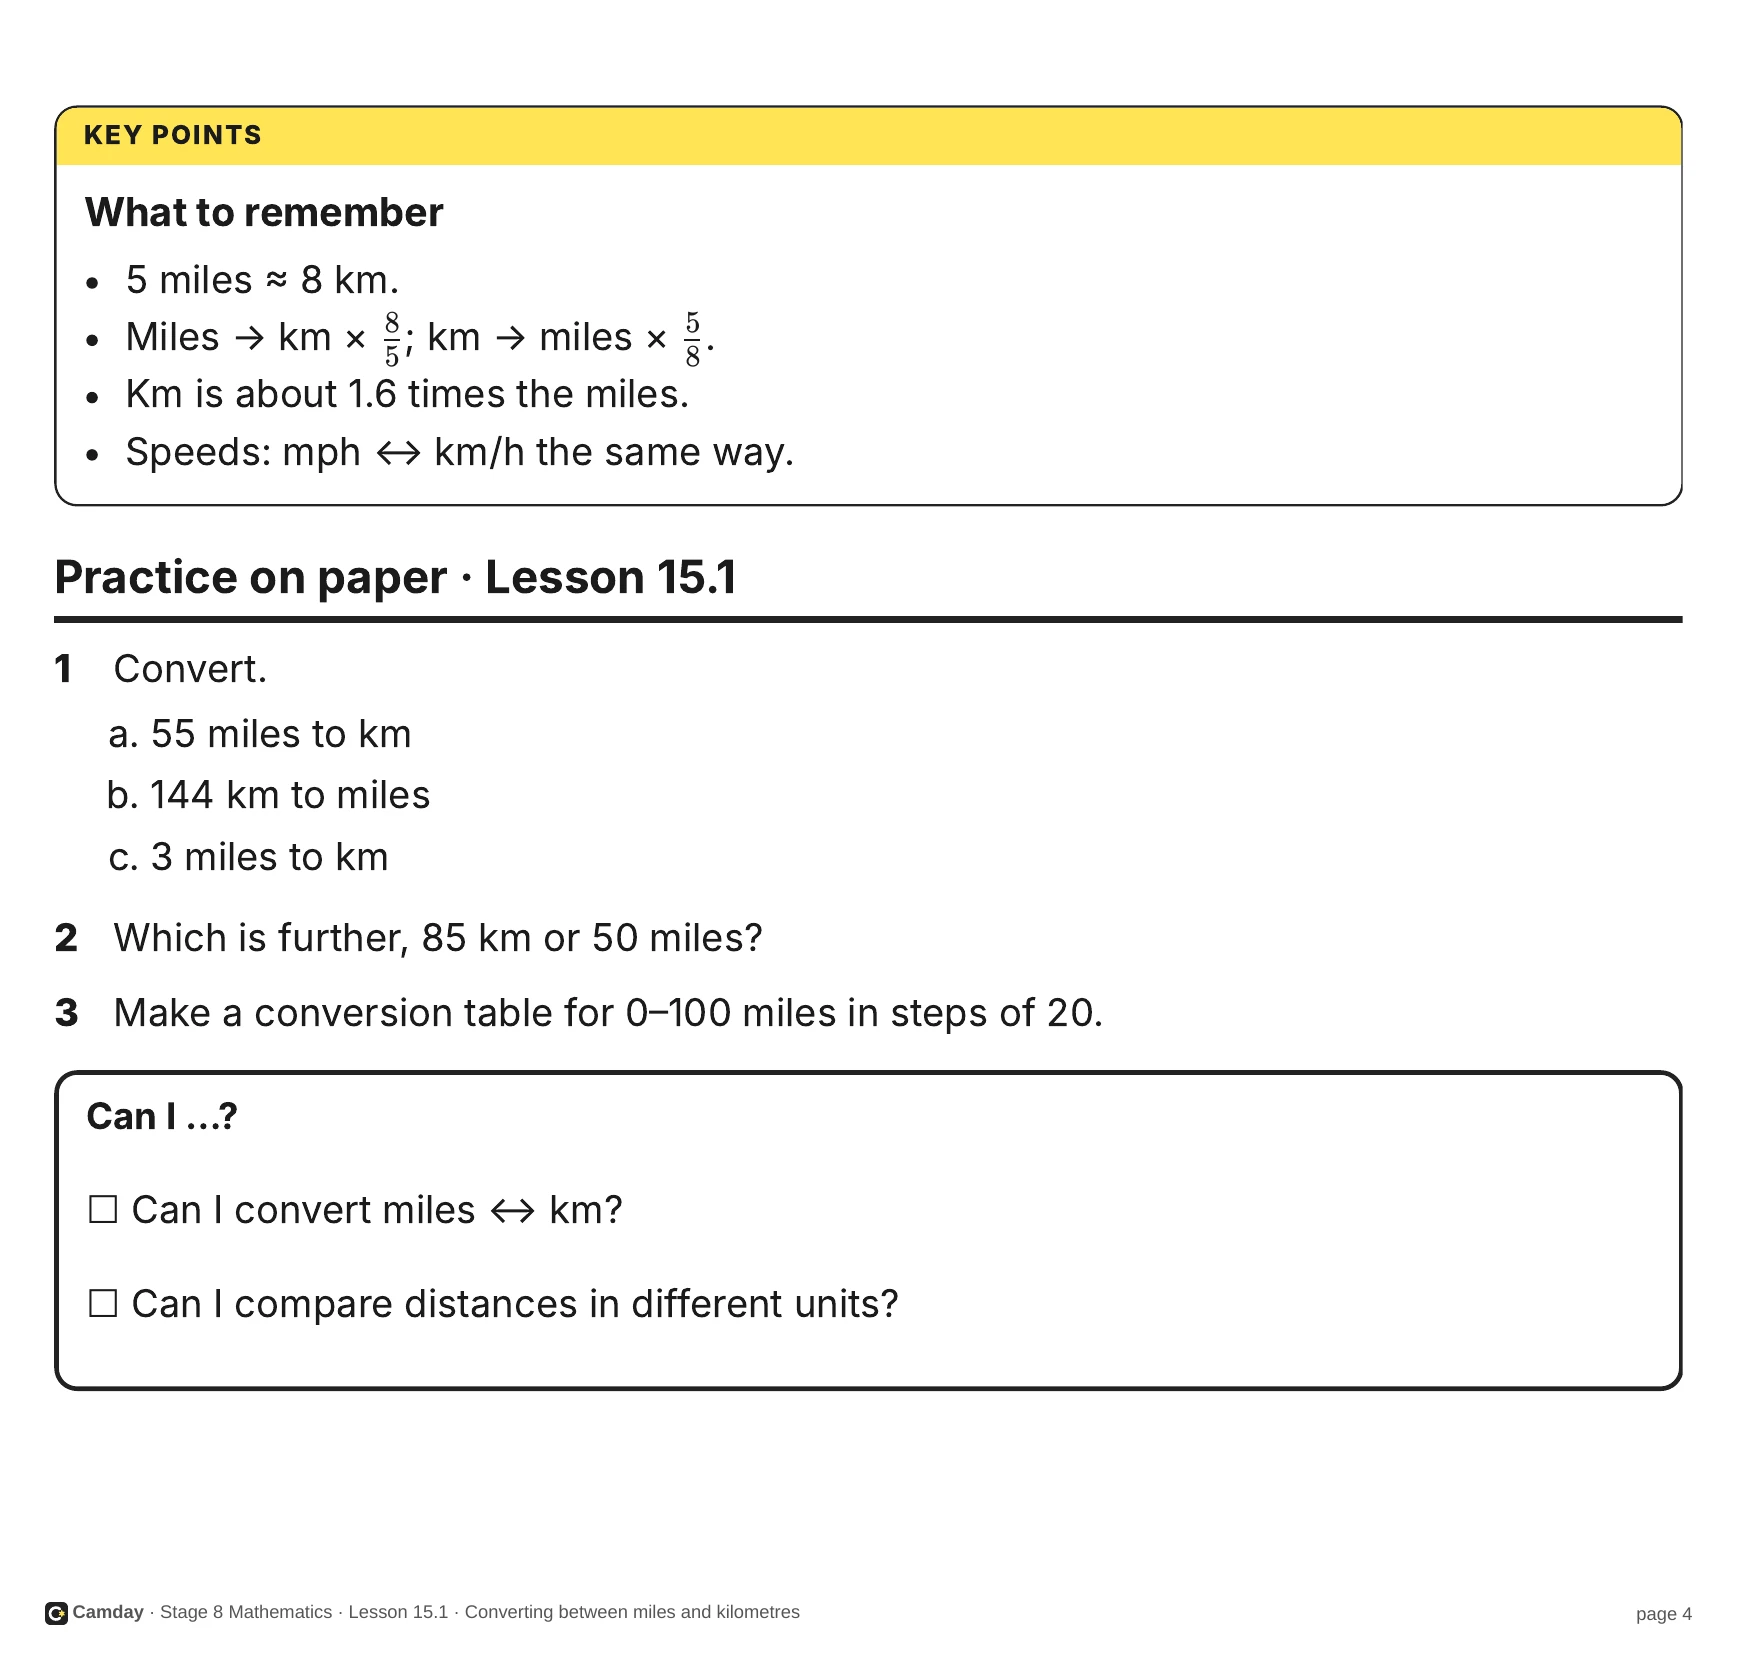 KEY POINTS
What to remember
• 5 miles ≈ 8 km.
• Miles → km × 8/5; km → miles × 5/8.
• Km is about 1.6 times the miles.
• Speeds: mph ↔ km/h the same way.
Practice on paper · Lesson 15.1
1 Convert.
a. 55 miles to km
b. 144 km to miles
c. 3 miles to km
2 Which is further, 85 km or 50 miles?
3 Make a conversion table for 0–100 miles in steps of 20.
Can I …?
☐ Can I convert miles ↔ km?
☐ Can I compare distances in different units?
Camday · Stage 8 Mathematics · Lesson 15.1 · Converting between miles and kilometres
page 4